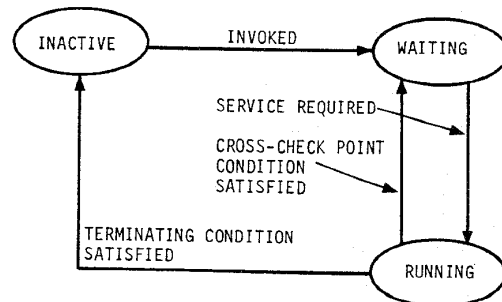 INACTIVE
INVOKED
WAITING
SERVICE REQUIRED
CROSS-CHECK POINT
CONDITION
SATISFIED
TERMINATING CONDITION
SATISFIED
RUNNING